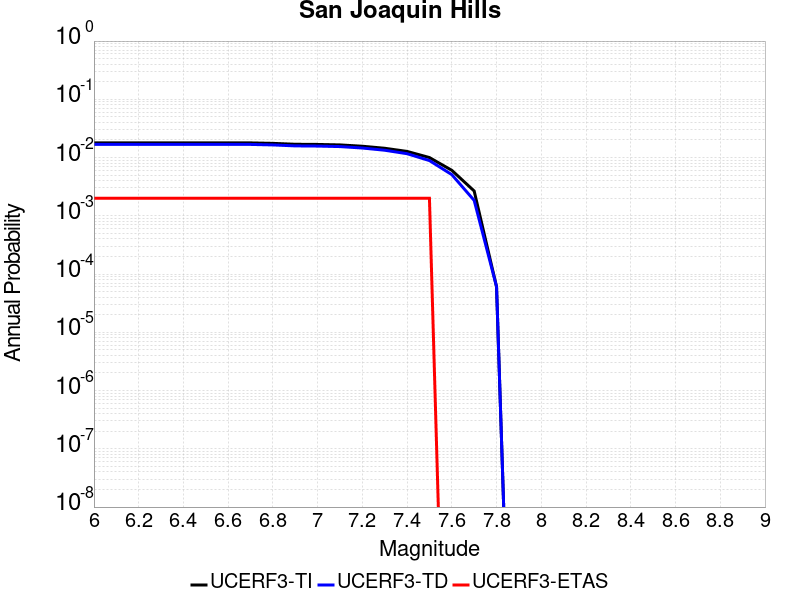 San Joaquin Hills
10^0
10^-1
10^-2
10^-3
10^-4
10^-5
10^-6
10^-7
10^-8
Annual Probability
6 6.2 6.4 6.6 6.8 7 7.2 7.4 7.6 7.8 8 8.2 8.4 8.6 8.8 9
Magnitude
UCERF3-TI UCERF3-TD UCERF3-ETAS